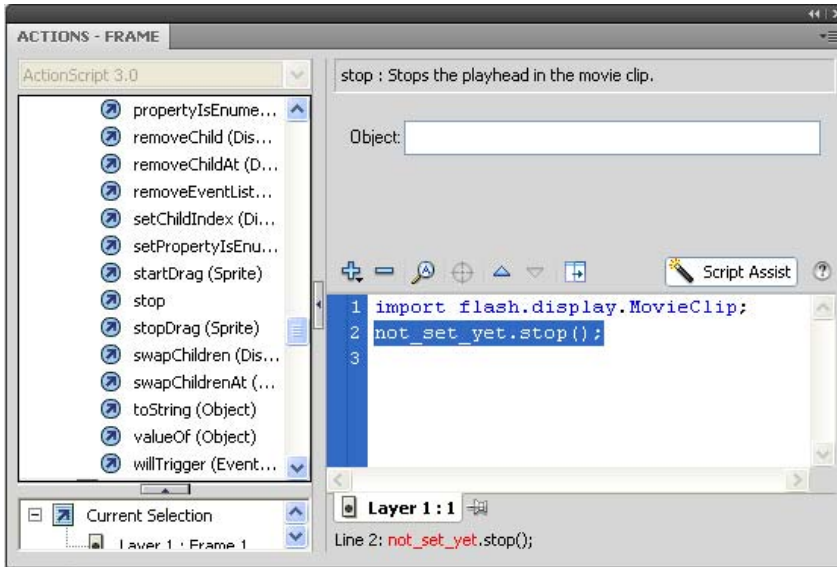 ACTIONS - FRAME
ActionScript 3.0
propertyIsEnume...
removeChild (Dis...
removeChildAt (D...
removeEventList...
setChildIndex (Di...
setPropertyIsEnu...
startDrag (Sprite)
stop
stopDrag (Sprite)
swapChildren (Dis...
swapChildrenAt (...
toString (Object)
valueOf (Object)
willTrigger (Event...
Current Selection
Layer 1 : Frame 1
stop : Stops the playhead in the movie clip.
Object:
Script Assist
1 import flash.display.MovieClip;
2 not_set_yet.stop();
3
Layer 1 : 1
Line 2: not_set_yet.stop();